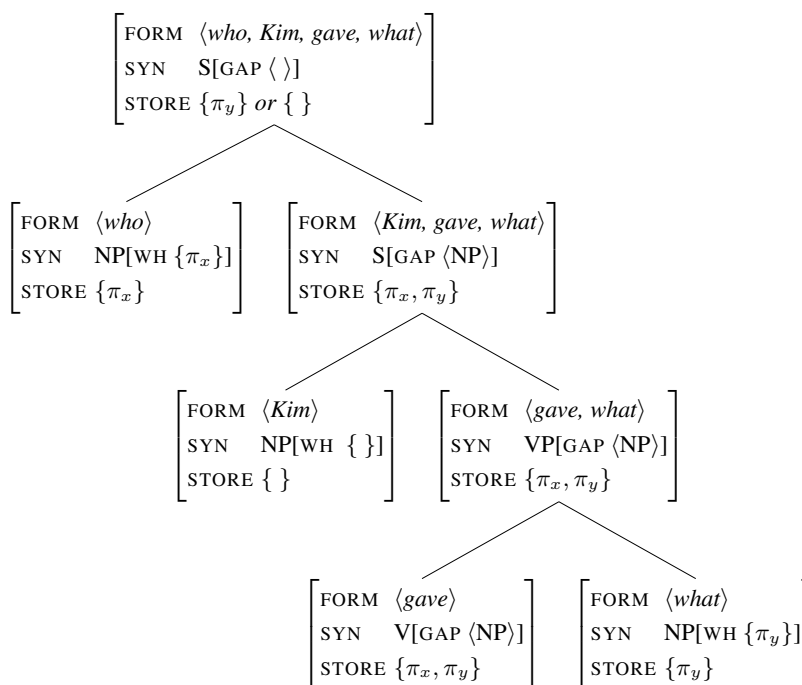 FORM ⟨who, Kim, gave, what⟩
SYN S[GAP ⟨ ⟩]
STORE {π_y} or { }
FORM ⟨who⟩
SYN NP[WH {π_x}]
STORE {π_x}
FORM ⟨Kim, gave, what⟩
SYN S[GAP ⟨NP⟩]
STORE {π_x, π_y}
FORM ⟨Kim⟩
SYN NP[WH { }]
STORE { }
FORM ⟨gave, what⟩
SYN VP[GAP ⟨NP⟩]
STORE {π_x, π_y}
FORM ⟨gave⟩
SYN V[GAP ⟨NP⟩]
STORE {π_x, π_y}
FORM ⟨what⟩
SYN NP[WH {π_y}]
STORE {π_y}